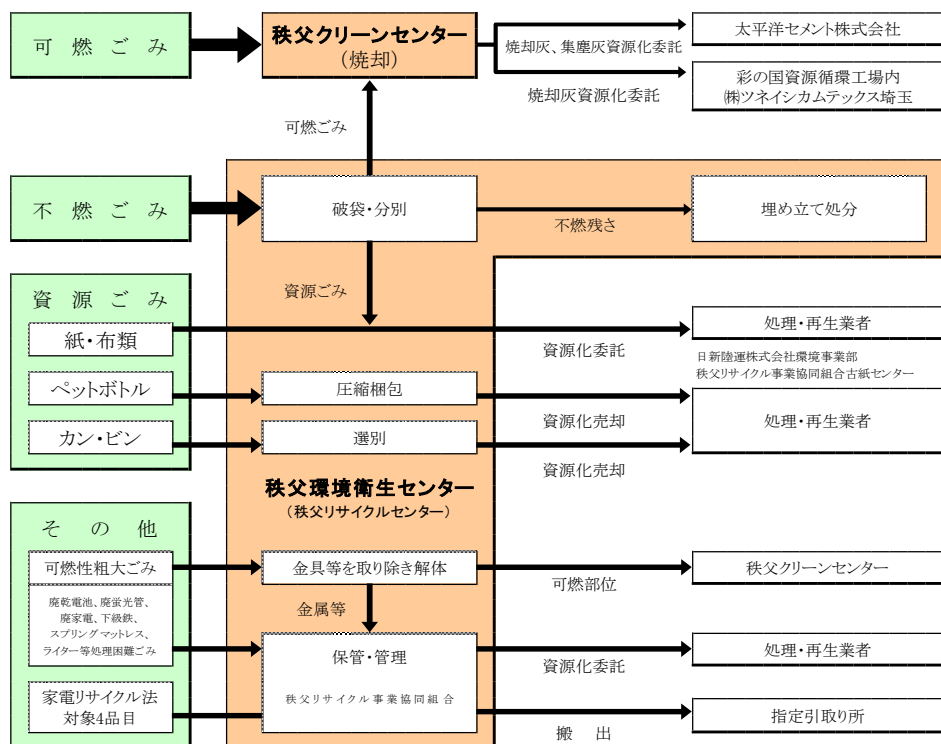 可燃ごみ
秩父クリーンセンター
(焼却)
焼却灰、集塵灰資源化委託
太平洋セメント株式会社
焼却灰資源化委託
彩の国資源循環工場内
㈱ツネイシカムテックス埼玉
可燃ごみ
不燃ごみ
破袋・分別
不燃残さ
埋め立て処分
資源ごみ
資源ごみ
紙・布類
資源化委託
処理・再生業者
日新陸運株式会社環境事業部
秩父リサイクル事業協同組合古紙センター
ペットボトル
圧縮梱包
資源化売却
処理・再生業者
カン・ビン
選別
資源化売却
秩父環境衛生センター
(秩父リサイクルセンター)
その他
可燃性粗大ごみ
金具等を取り除き解体
可燃部位
秩父クリーンセンター
金属等
廃乾電池、廃蛍光管、
廃家電、下級鉄、
スプリングマットレス、
ライター等処理困難ごみ
保管・管理
秩父リサイクル事業協同組合
資源化委託
処理・再生業者
家電リサイクル法
対象4品目
搬出
指定引取り所